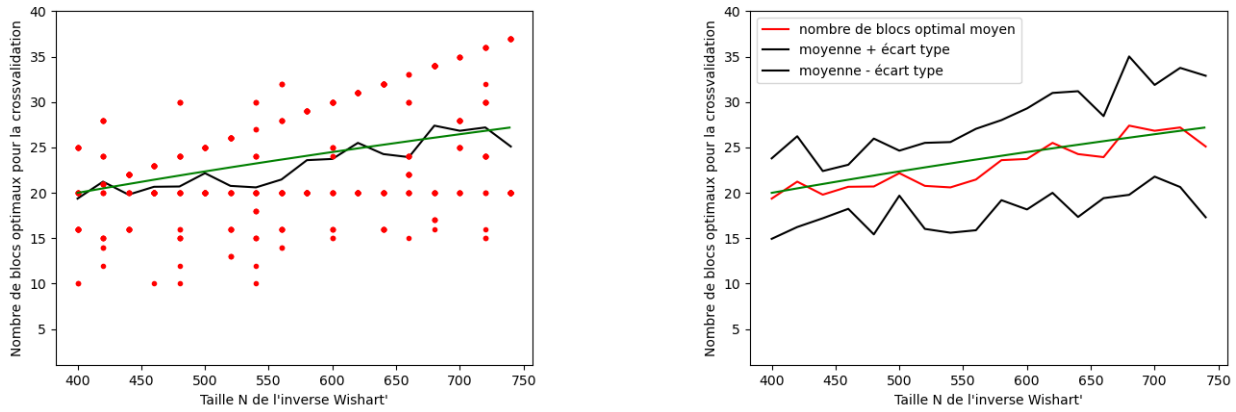 Nombre de blocs optimaux pour la crossvalidation
40
35
30
25
20
15
10
5
400 450 500 550 600 650 700 750
Taille N de l'inverse Wishart'
Nombre de blocs optimaux pour la crossvalidation
40
35
30
25
20
15
10
5
nombre de blocs optimal moyen
moyenne + écart type
moyenne - écart type
400 450 500 550 600 650 700 750
Taille N de l'inverse Wishart'